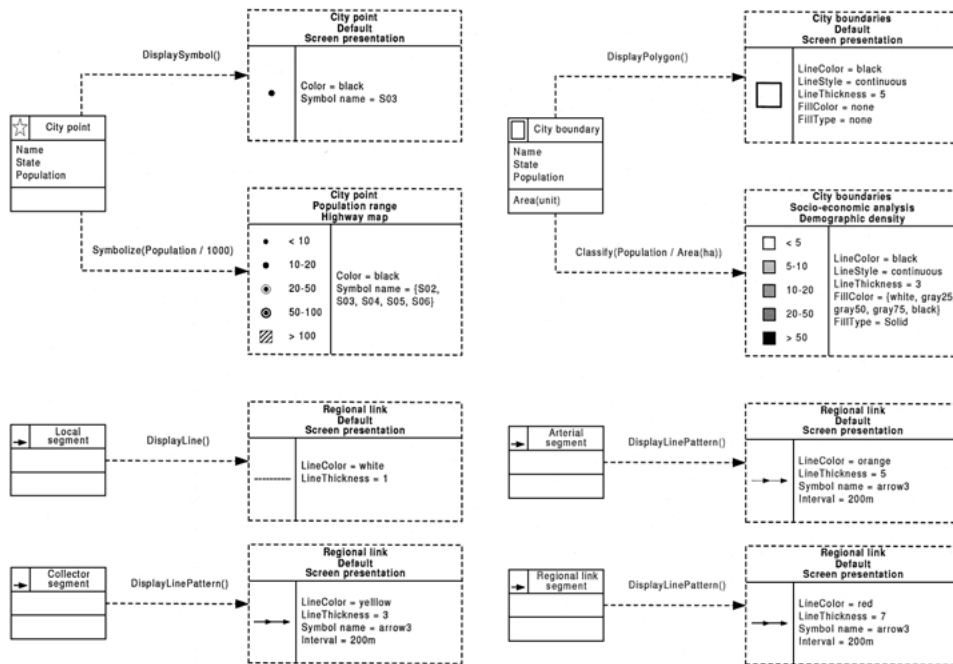 City point
Default
Screen presentation
DisplaySymbol()
Color = black
Symbol name = S03
City point
Name
State
Population
City point
Population range
Highway map
Symbolize(Population / 1000)
< 10
10-20
20-50
50-100
> 100
Color = black
Symbol name = {S02,
S03, S04, S05, S06}
City boundaries
Default
Screen presentation
DisplayPolygon()
LineColor = black
LineStyle = continuous
LineThickness = 5
FillColor = none
FillType = none
City boundary
Name
State
Population
Area(unit)
City boundaries
Socio-economic analysis
Demographic density
Classify(Population / Area(ha))
< 5
5-10
10-20
20-50
> 50
LineColor = black
LineStyle = continuous
LineThickness = 3
FillColor = {white, gray25
gray50, gray75, black}
FillType = Solid
Local
segment
DisplayLine()
Regional link
Default
Screen presentation
LineColor = white
LineThickness = 1
Arterial
segment
DisplayLinePattern()
Regional link
Default
Screen presentation
LineColor = orange
LineThickness = 5
Symbol name = arrow3
Interval = 200m
Collector
segment
DisplayLinePattern()
Regional link
Default
Screen presentation
LineColor = yelllow
LineThickness = 3
Symbol name = arrow3
Interval = 200m
Regional link
segment
DisplayLinePattern()
Regional link
Default
Screen presentation
LineColor = red
LineThickness = 7
Symbol name = arrow3
Interval = 200m